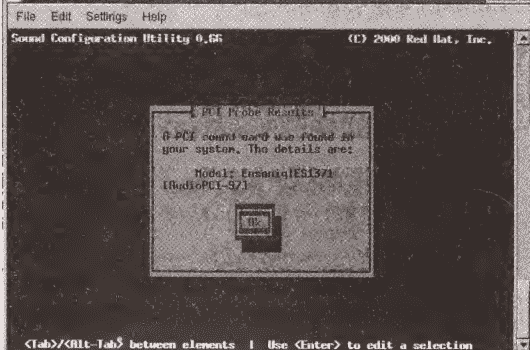 File Edit Settings Help
Sound Configuration Utility 0.66 (C) 2000 Red Hat, Inc.
PCI Probe Results
A PCI sound card was found in
your system. The details are:
Model: Ensoniq|ES1371
[AudioPCI-97]
Ok
<Tab>/<Alt-Tab> between elements | Use <Enter> to edit a selection